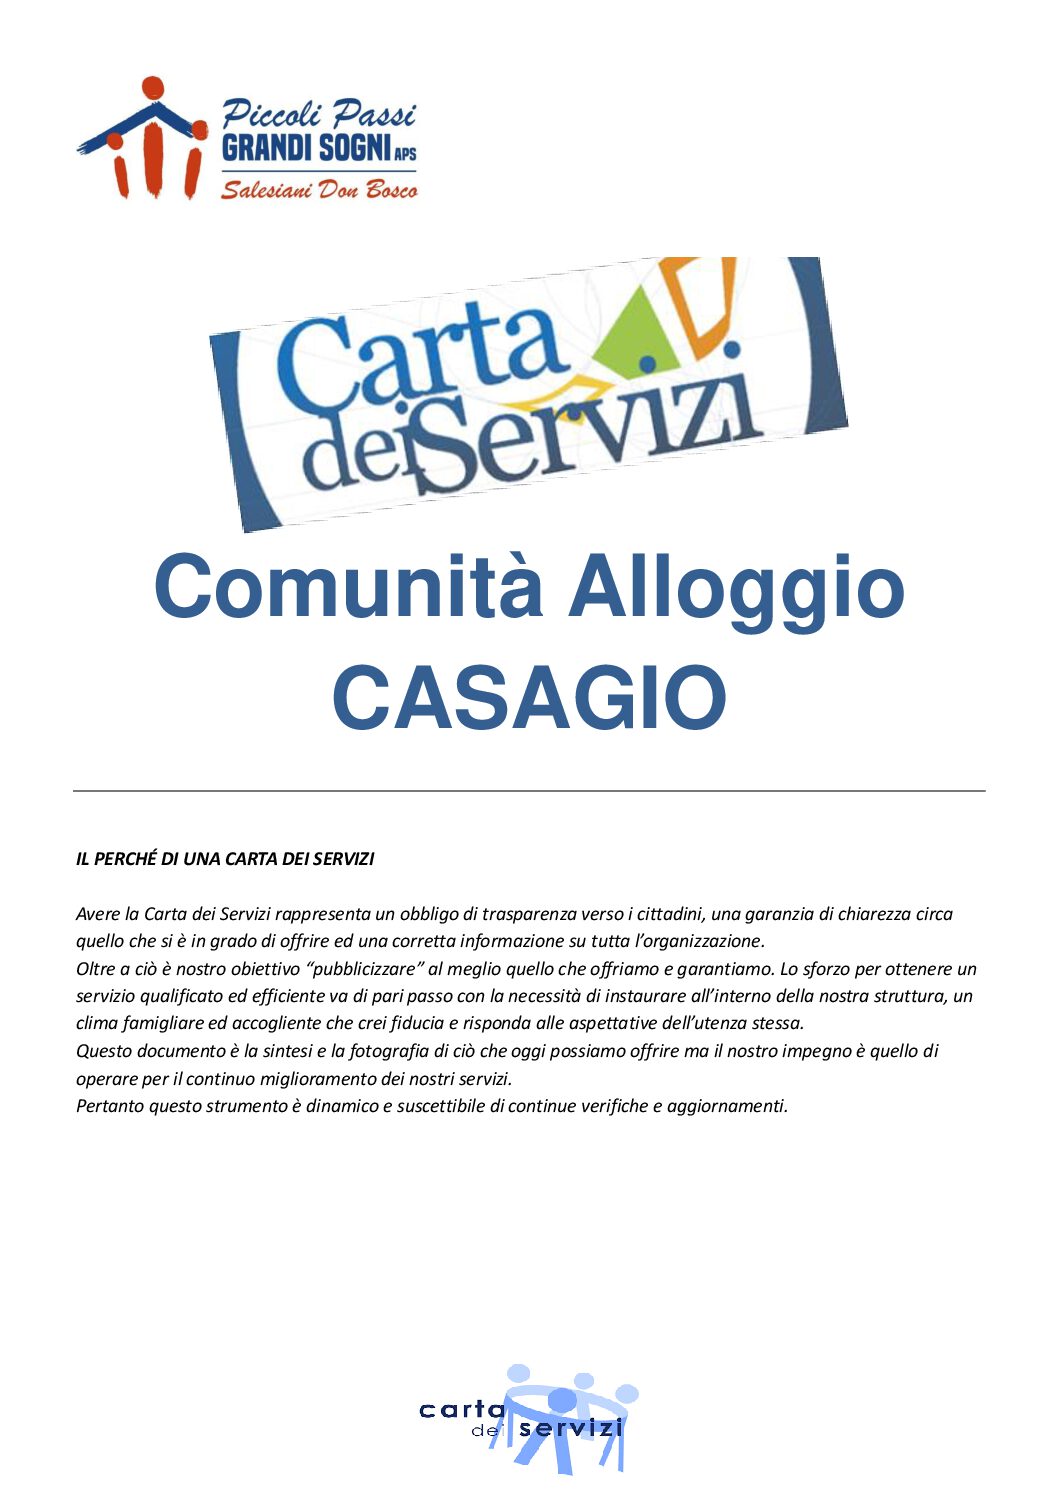 Piccoli Passi
GRANDI SOGNI APS
Salesiani Don Bosco
Carta
dei Servizi
Comunità Alloggio
CASAGIO
IL PERCHÉ DI UNA CARTA DEI SERVIZI
Avere la Carta dei Servizi rappresenta un obbligo di trasparenza verso i cittadini, una garanzia di chiarezza circa
quello che si è in grado di offrire ed una corretta informazione su tutta l’organizzazione.
Oltre a ciò è nostro obiettivo “pubblicizzare” al meglio quello che offriamo e garantiamo. Lo sforzo per ottenere un
servizio qualificato ed efficiente va di pari passo con la necessità di instaurare all’interno della nostra struttura, un
clima famigliare ed accogliente che crei fiducia e risponda alle aspettative dell’utenza stessa.
Questo documento è la sintesi e la fotografia di ciò che oggi possiamo offrire ma il nostro impegno è quello di
operare per il continuo miglioramento dei nostri servizi.
Pertanto questo strumento è dinamico e suscettibile di continue verifiche e aggiornamenti.
carta
dei servizi